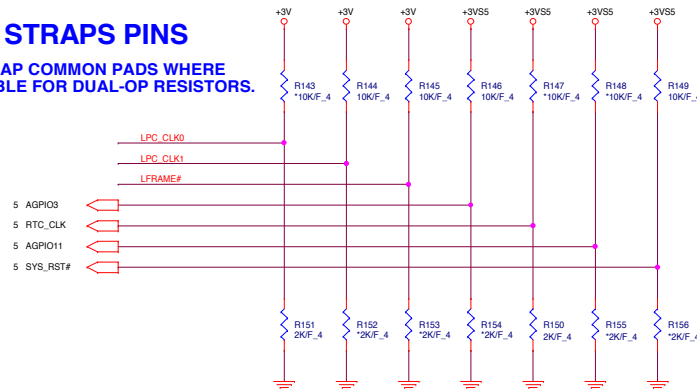 STRAPS PINS
AP COMMON PADS WHERE
BLE FOR DUAL-OP RESISTORS.
+3V +3V +3V +3VS5 +3VS5 +3VS5 +3VS5
R143 R144 R145 R146 R147 R148 R149
*10K/F_4 10K/F_4 10K/F_4 10K/F_4 *10K/F_4 *10K/F_4 10K/F_4
LPC_CLK0
LPC_CLK1
LFRAME#
5 AGPIO3
5 RTC_CLK
5 AGPIO11
5 SYS_RST#
R151 R152 R153 R154 R150 R155 R156
2K/F_4 *2K/F_4 *2K/F_4 *2K/F_4 2K/F_4 *2K/F_4 *2K/F_4